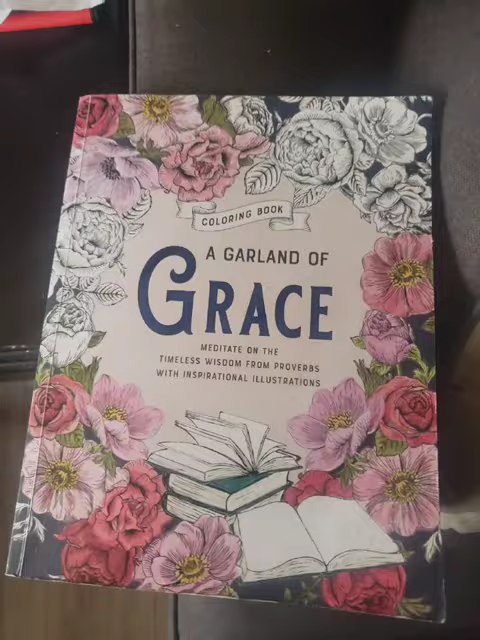 COLORING BOOK
A GARLAND OF
GRACE
MEDITATE ON THE
TIMELESS WISDOM FROM PROVERBS
WITH INSPIRATIONAL ILLUSTRATIONS